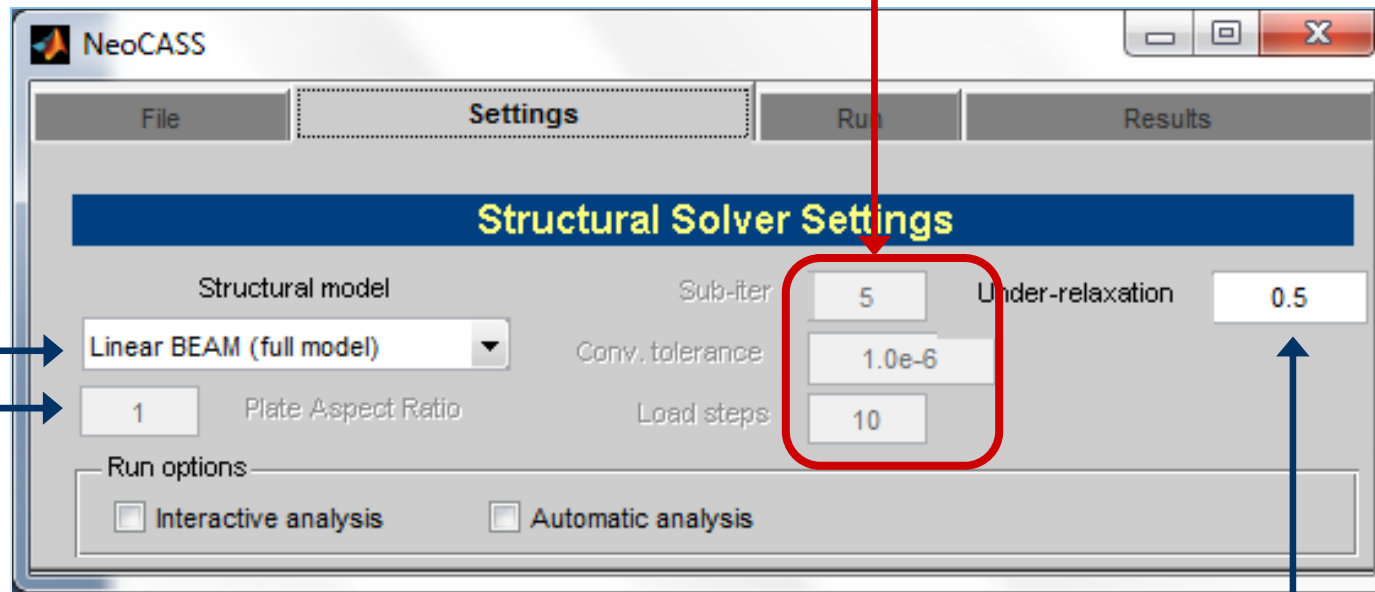 NeoCASS
File Settings Run Results
Structural Solver Settings
Structural model Sub-iter 5 Under-relaxation 0.5
Linear BEAM (full model) Conv. tolerance 1.0e-6
1 Plate Aspect Ratio Load steps 10
Run options
Interactive analysis Automatic analysis